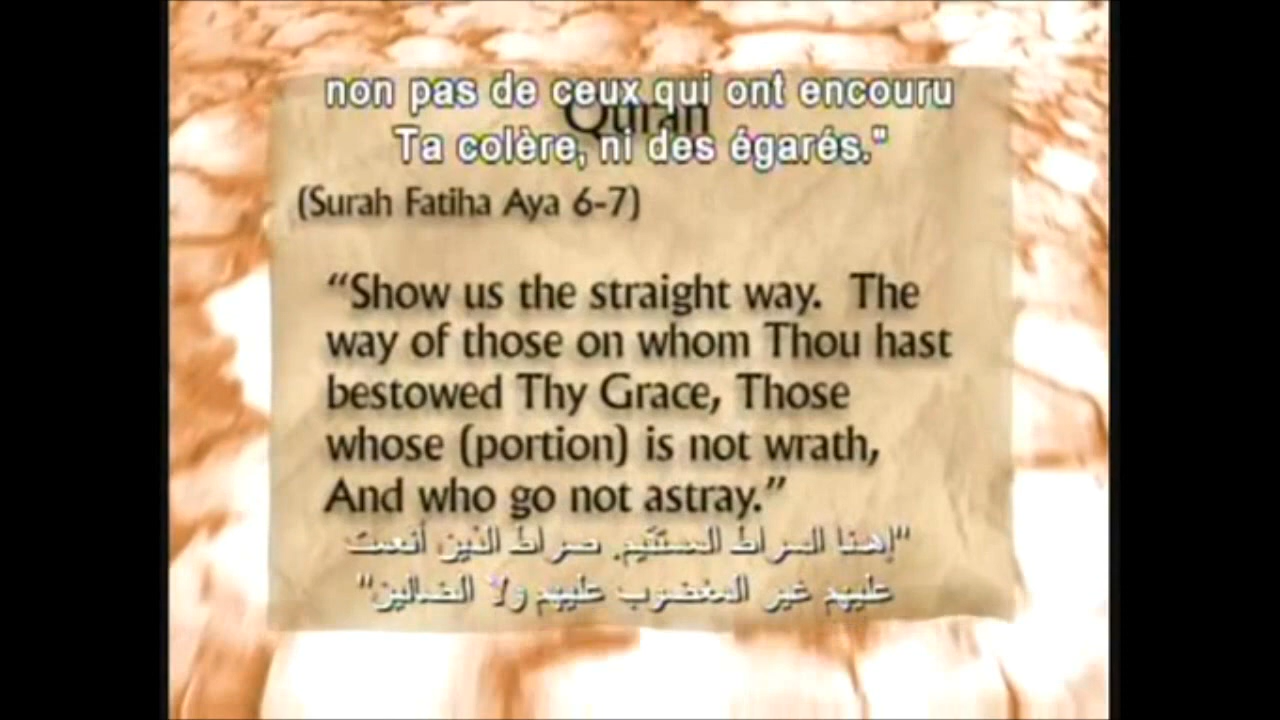 non pas de ceux qui ont encouru
Quran
Ta colère, ni des égarés."
(Surah Fatiha Aya 6-7)
“Show us the straight way. The
way of those on whom Thou hast
bestowed Thy Grace, Those
whose (portion) is not wrath,
And who go not astray.”
"إهدنا السراط المستقيم. صراط الذين أنعمت
عليهم غير المغضوب عليهم ولا الضالين"